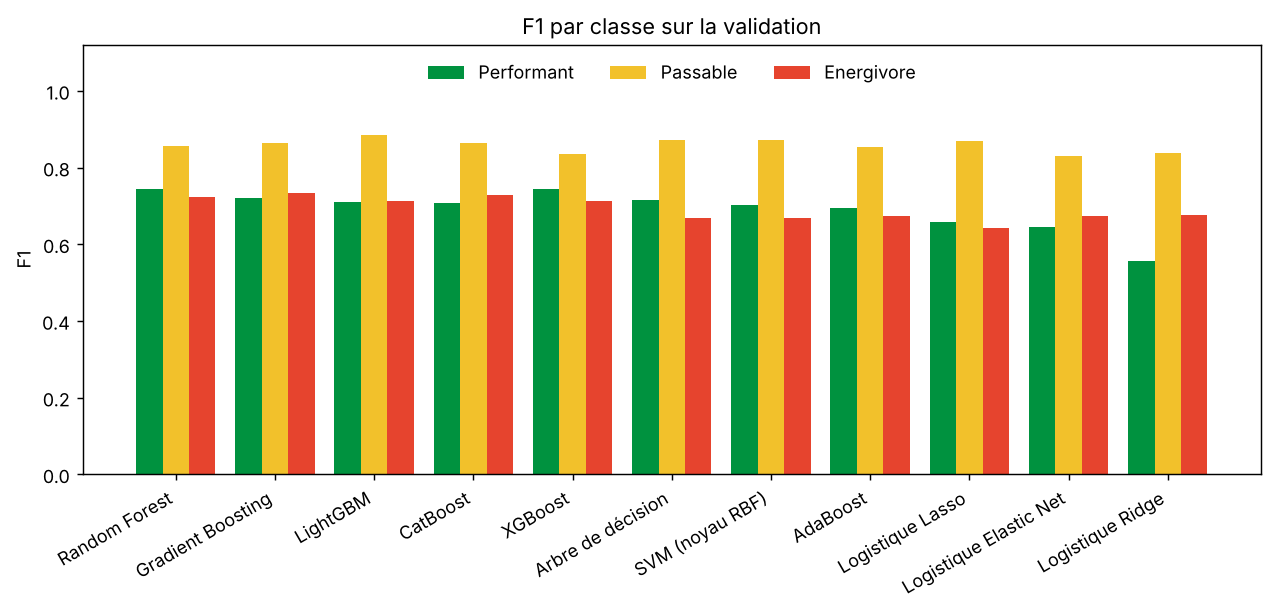 F1 par classe sur la validation
Performant Passable Energivore
F1
1.0
0.8
0.6
0.4
0.2
0.0
Random Forest
Gradient Boosting
LightGBM
CatBoost
XGBoost
Arbre de décision
SVM (noyau RBF)
AdaBoost
Logistique Lasso
Logistique Elastic Net
Logistique Ridge